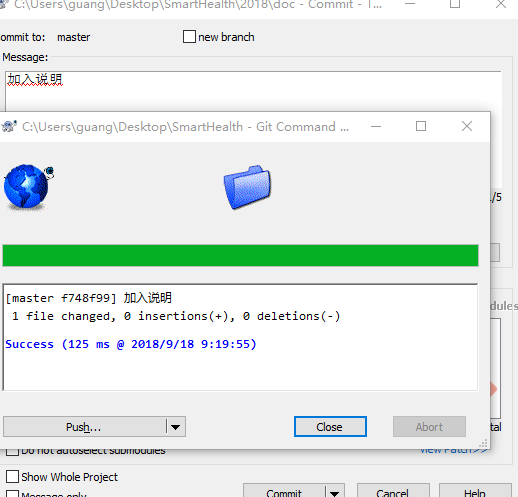 C:\Users\guang\Desktop\SmartHealth\2018\doc - Commit - T...
ommit to: master new branch
Message:
加入说明
C:\Users\guang\Desktop\SmartHealth - Git Command ...
/5
[master f748f99] 加入说明
1 file changed, 0 insertions(+), 0 deletions(-)
dules
Success (125 ms @ 2018/9/18 9:19:55)
Push... Close Abort
tal
Do not autoselect submodules View Patch>>
Show Whole Project
Message only
Commit Cancel Help